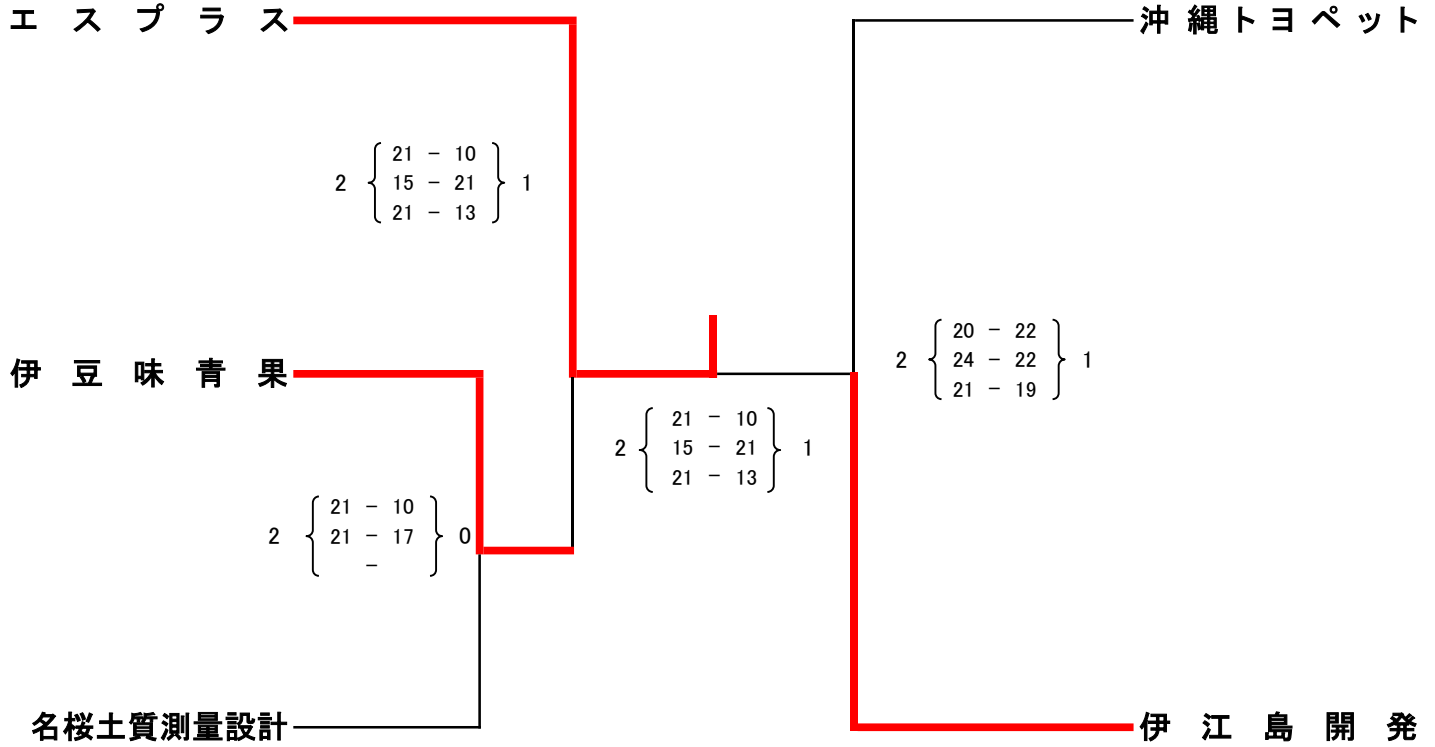 エスプラス
沖縄トヨペット
21 - 10
2 { 15 - 21 } 1
21 - 13
20 - 22
2 { 24 - 22 } 1
21 - 19
伊豆味青果
21 - 10
2 { 15 - 21 } 1
21 - 13
21 - 10
2 { 21 - 17 } 0
-
名桜土質測量設計
伊江島開発